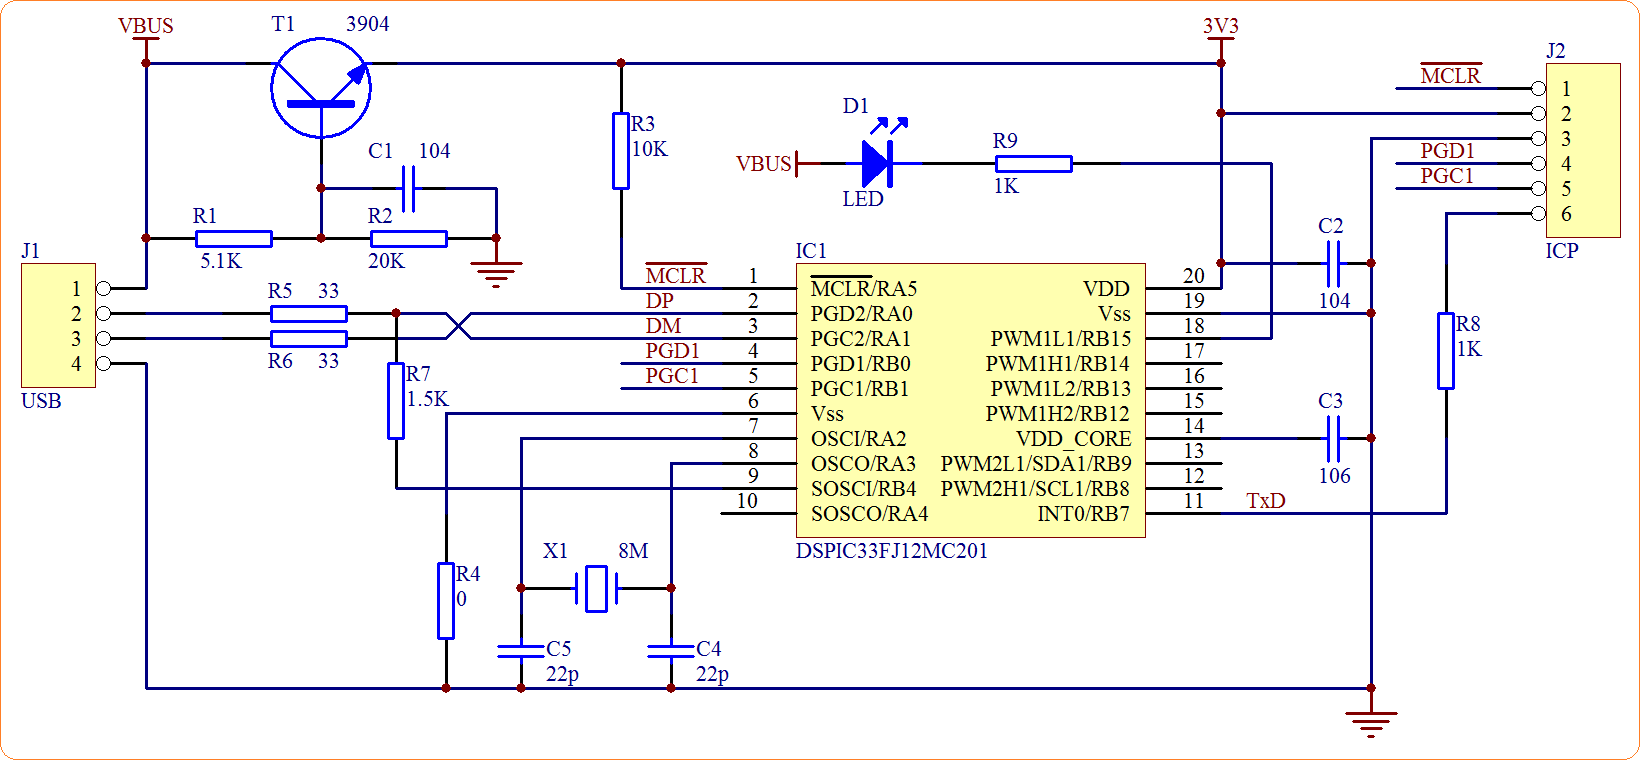 VBUS
T1 3904
3V3
J2
MCLR
1
2
3
PGD1 4
PGC1 5
6
ICP
D1
VBUS
LED
R9
1K
R3
10K
C1 104
R1
5.1K
R2
20K
C2
104
J1
1
2
3
4
USB
R5 33
R6 33
R7
1.5K
R8
1K
IC1
MCLR 1 MCLR/RA5 VDD 20
DP 2 PGD2/RA0 Vss 19
DM 3 PGC2/RA1 PWM1L1/RB15 18
PGD1 4 PGD1/RB0 PWM1H1/RB14 17
PGC1 5 PGC1/RB1 PWM1L2/RB13 16
6 Vss PWM1H2/RB12 15
7 OSCI/RA2 VDD_CORE 14
8 OSCO/RA3 PWM2L1/SDA1/RB9 13
9 SOSCI/RB4 PWM2H1/SCL1/RB8 12
10 SOSCO/RA4 INT0/RB7 11 TxD
DSPIC33FJ12MC201
C3
106
X1 8M
R4
0
C5
22p
C4
22p